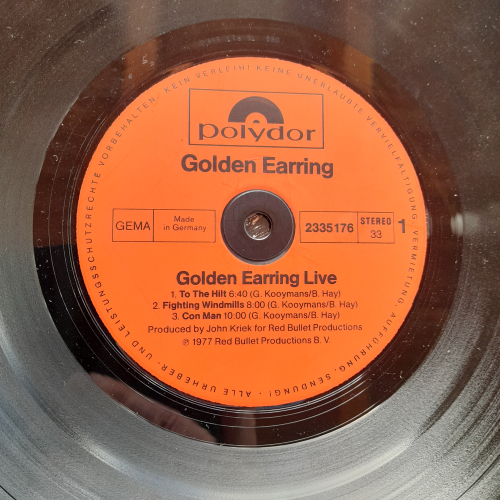 KEIN VERLEIH! KEINE UNERLAUBTE VERVIELFÄLTIGUNG, VERMIETUNG, AUFFÜHRUNG, SENDUNG! · ALLE URHEBER- UND LEISTUNGSSCHUTZRECHTE VORBEHALTEN ·
polydor
Golden Earring
GEMA
Made
in Germany
2335176
STEREO
33
1
Golden Earring Live
1. To The Hilt 6:40 (G. Kooymans/B. Hay)
2. Fighting Windmills 8:00 (G. Kooymans/B. Hay)
3. Con Man 10:00 (G. Kooymans/B. Hay)
Produced by John Kriek for Red Bullet Productions
℗ 1977 Red Bullet Productions B. V.